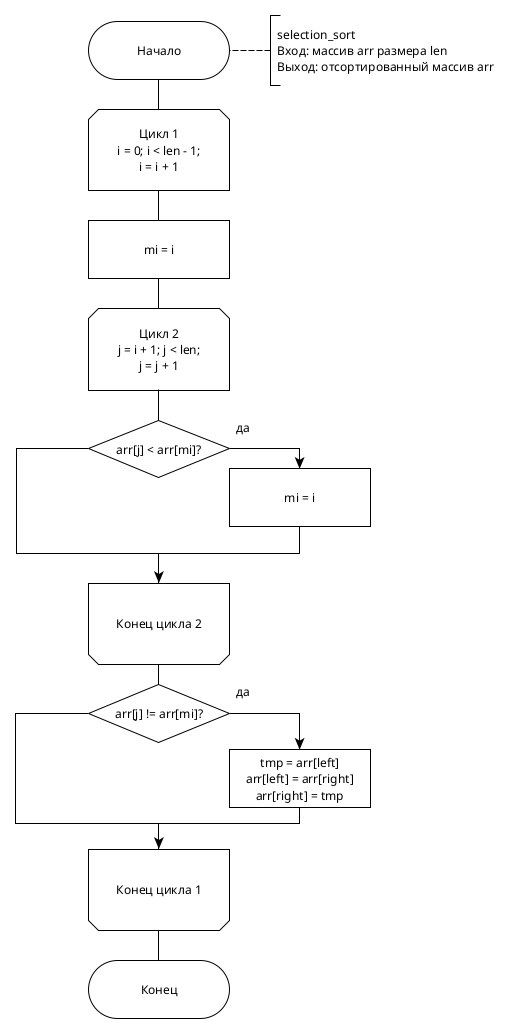 Начало
selection_sort
Вход: массив arr размера len
Выход: отсортированный массив arr
Цикл 1
i = 0; i < len - 1;
i = i + 1
mi = i
Цикл 2
j = i + 1; j < len;
j = j + 1
да
arr[j] < arr[mi]?
mi = i
Конец цикла 2
да
arr[j] != arr[mi]?
tmp = arr[left]
arr[left] = arr[right]
arr[right] = tmp
Конец цикла 1
Конец